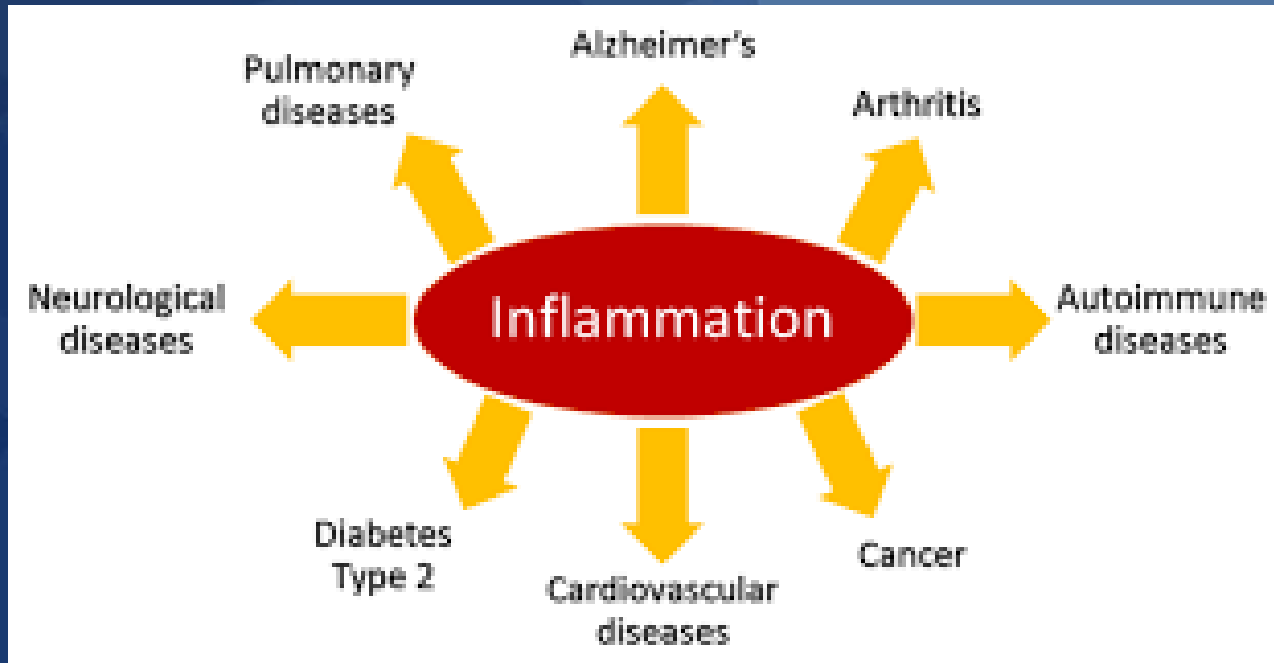 Alzheimer's
Pulmonary
diseases
Arthritis
Neurological
diseases
Inflammation
Autoimmune
diseases
Diabetes
Type 2
Cardiovascular
diseases
Cancer